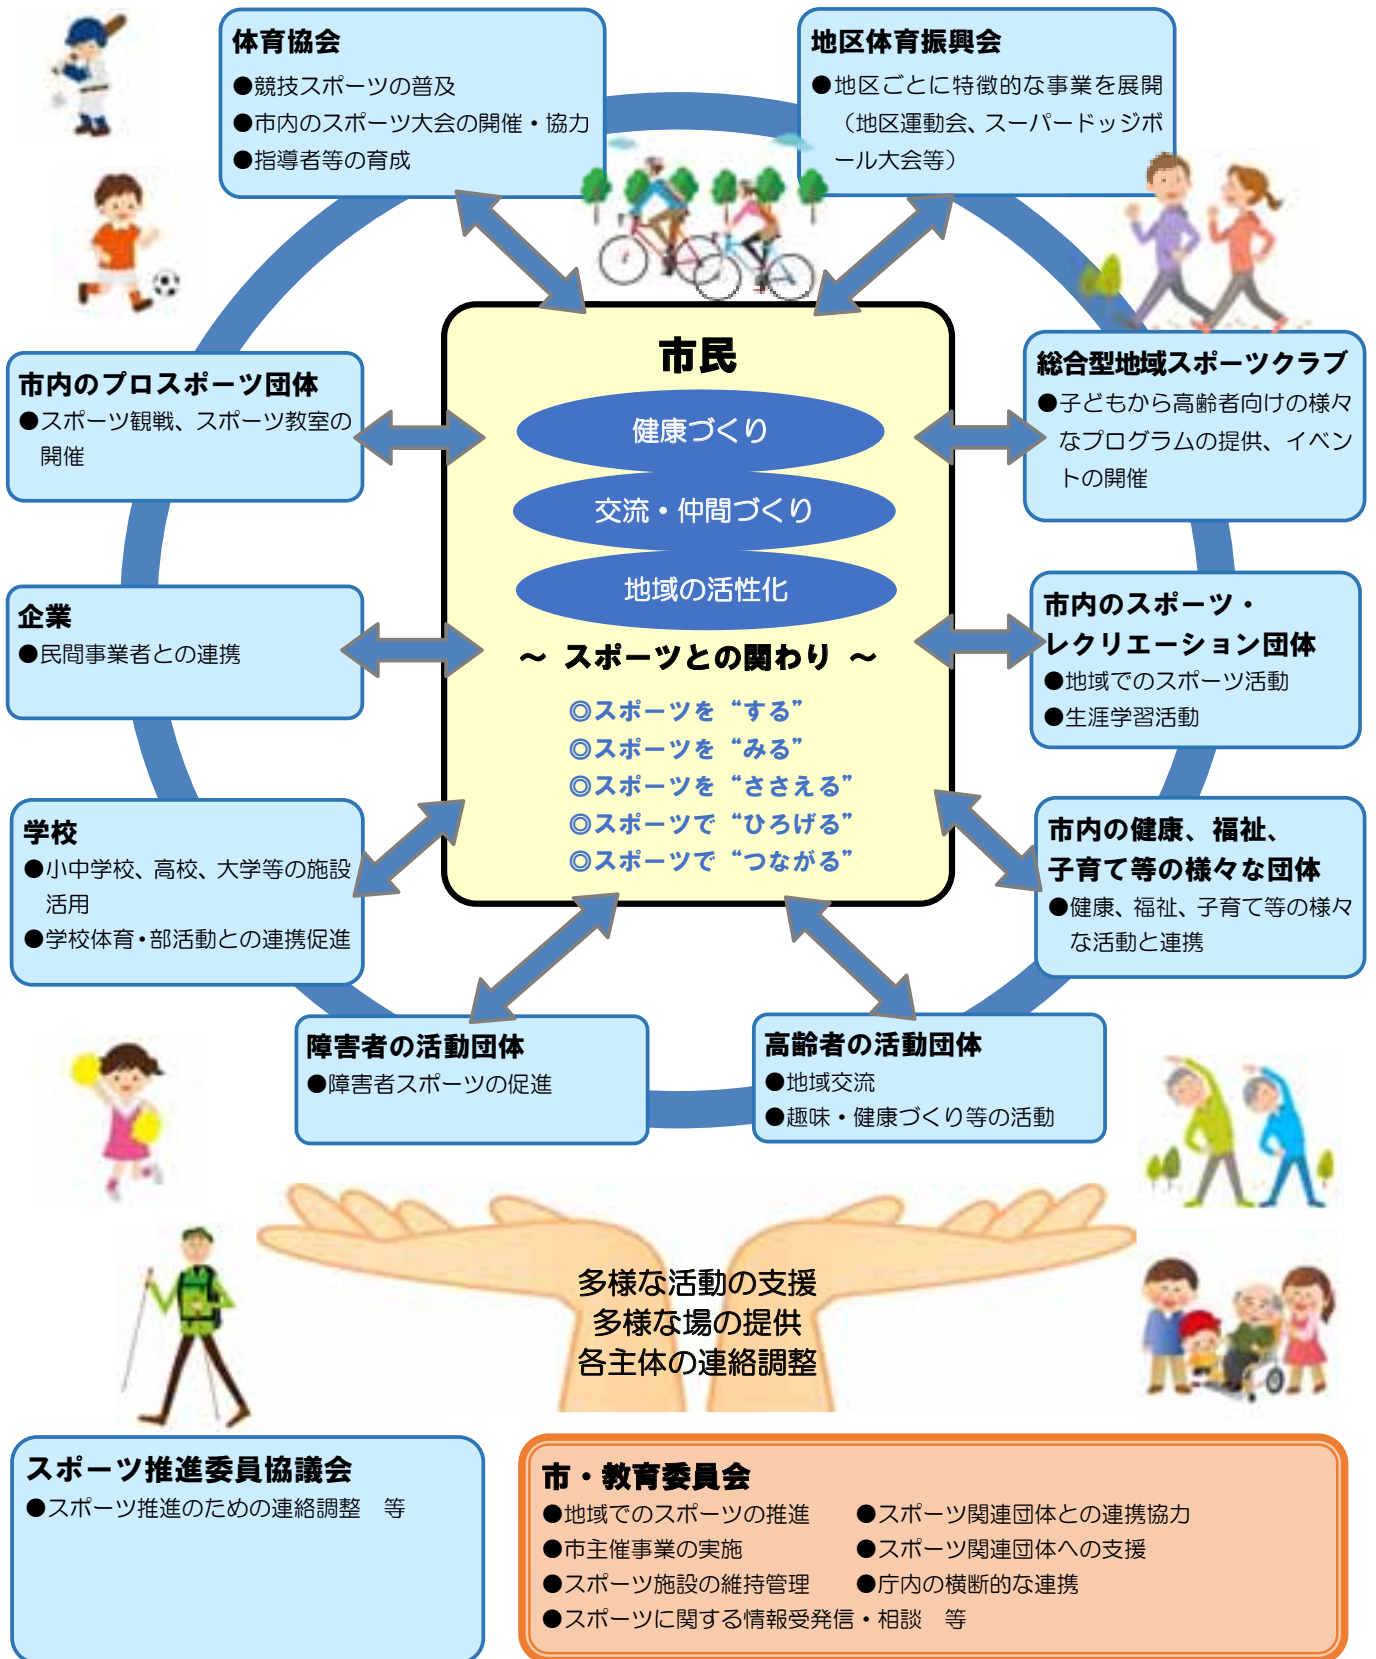 体育協会
●競技スポーツの普及
●市内のスポーツ大会の開催・協力
●指導者等の育成
地区体育振興会
●地区ごとに特徴的な事業を展開
（地区運動会、スーパードッジボ
ール大会等）
市内のプロスポーツ団体
●スポーツ観戦、スポーツ教室の
開催
市民
健康づくり
交流・仲間づくり
地域の活性化
～ スポーツとの関わり ～
◎スポーツを“する”
◎スポーツを“みる”
◎スポーツを“ささえる”
◎スポーツで“ひろげる”
◎スポーツで“つながる”
総合型地域スポーツクラブ
●子どもから高齢者向けの様々
なプログラムの提供、イベン
トの開催
企業
●民間事業者との連携
市内のスポーツ・
レクリエーション団体
●地域でのスポーツ活動
●生涯学習活動
学校
●小中学校、高校、大学等の施設
活用
●学校体育・部活動との連携促進
市内の健康、福祉、
子育て等の様々な団体
●健康、福祉、子育て等の様々
な活動と連携
障害者の活動団体
●障害者スポーツの促進
高齢者の活動団体
●地域交流
●趣味・健康づくり等の活動
多様な活動の支援
多様な場の提供
各主体の連絡調整
スポーツ推進委員協議会
●スポーツ推進のための連絡調整　等
市・教育委員会
●地域でのスポーツの推進　●スポーツ関連団体との連携協力
●市主催事業の実施　●スポーツ関連団体への支援
●スポーツ施設の維持管理　●庁内の横断的な連携
●スポーツに関する情報受発信・相談　等